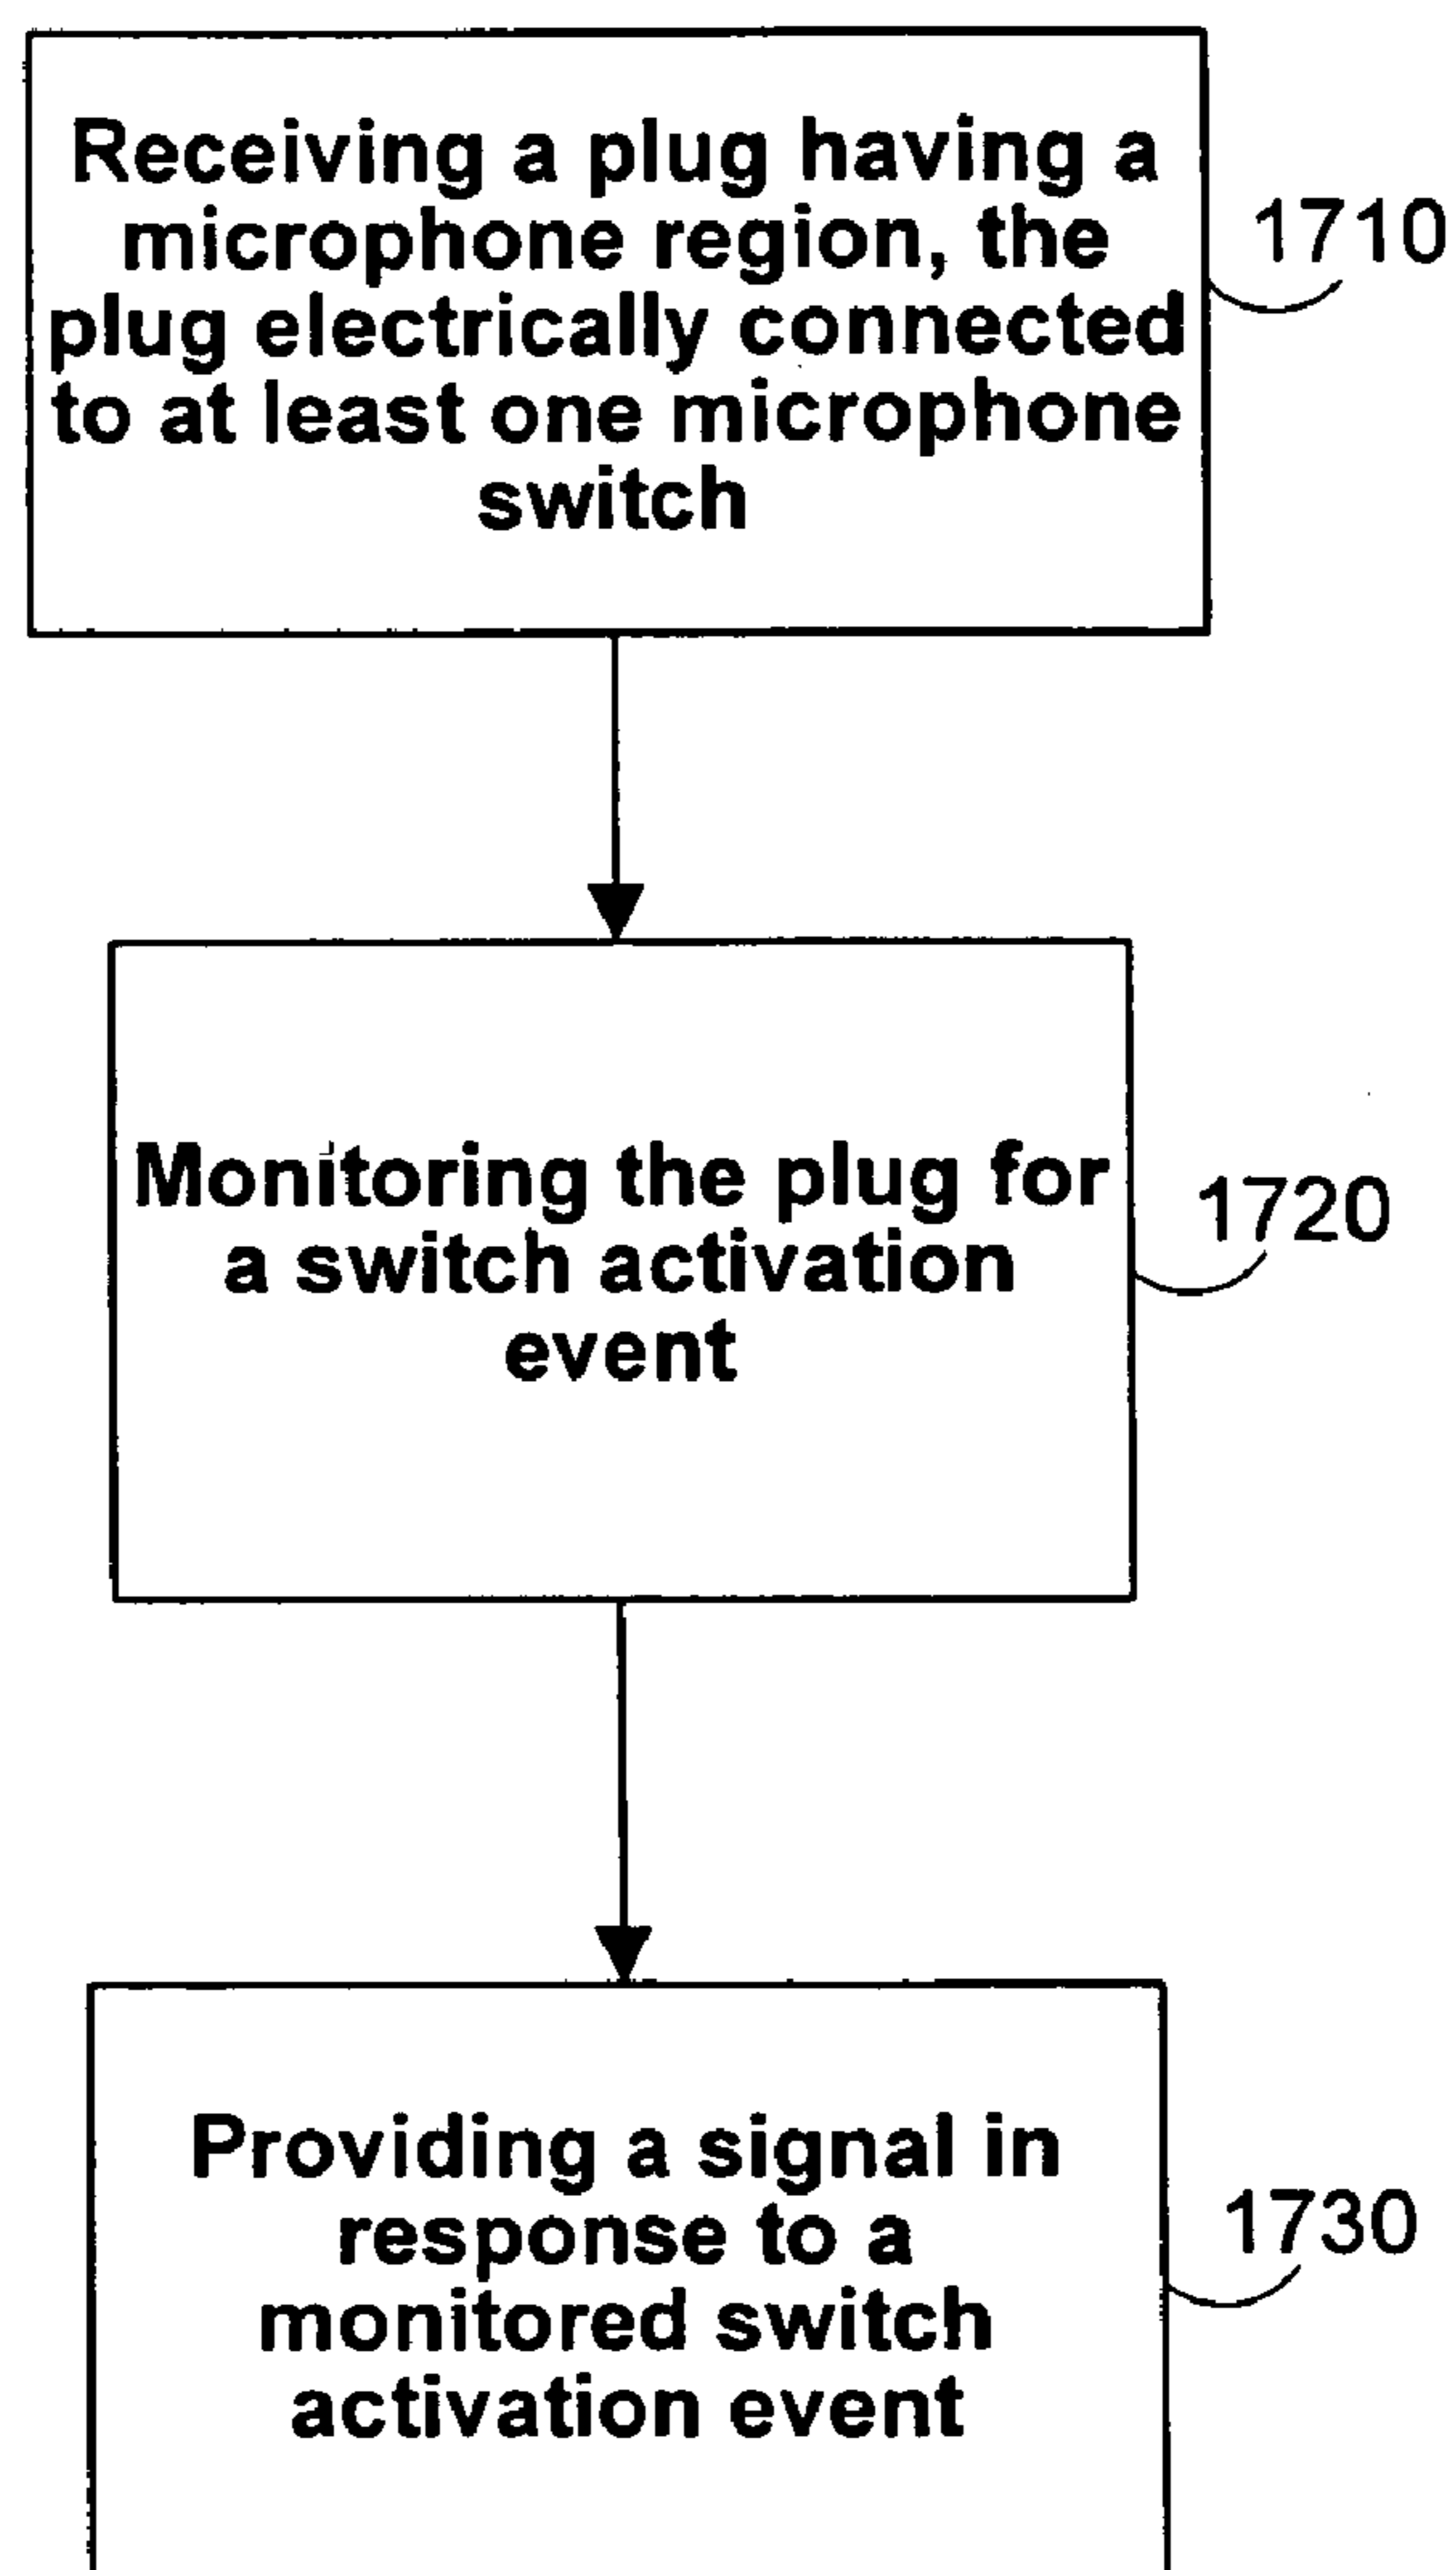 Receiving a plug having a
microphone region, the
plug electrically connected
to at least one microphone
switch
1710
Monitoring the plug for
a switch activation
event
1720
Providing a signal in
response to a
monitored switch
activation event
1730